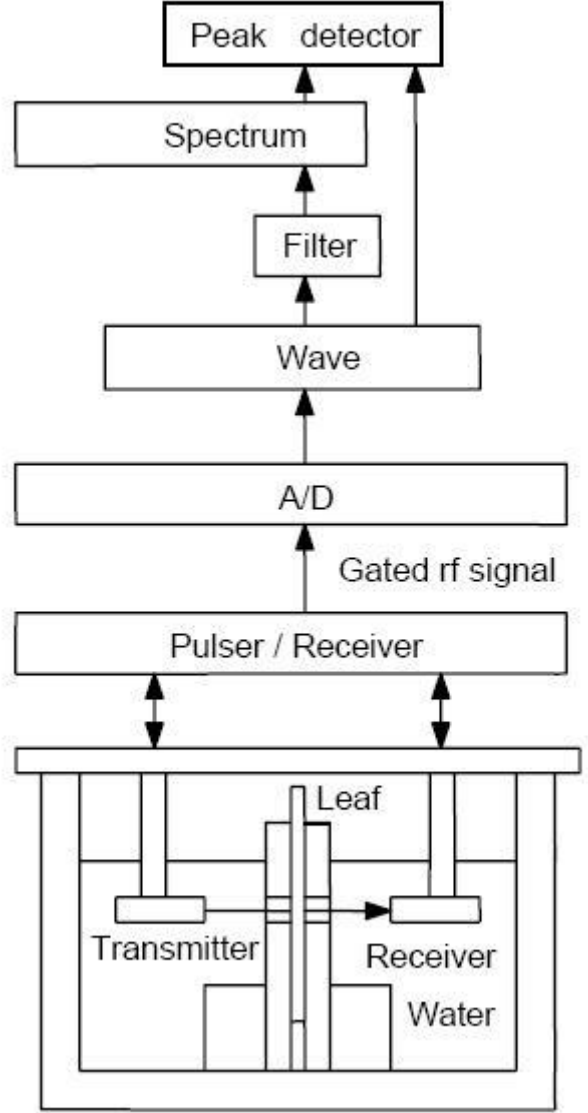 Peak detector
Spectrum
Filter
Wave
A/D
Gated rf signal
Pulser / Receiver
Leaf
Transmitter
Receiver
Water